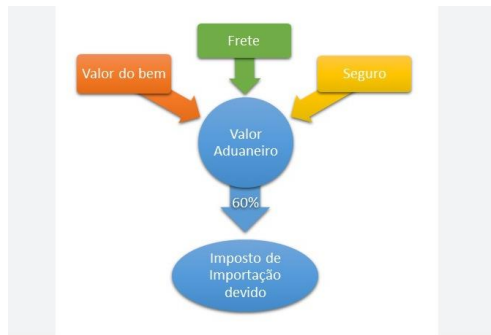 Frete
Valor do bem
Seguro
Valor
Aduaneiro
60%
Imposto de
Importação
devido